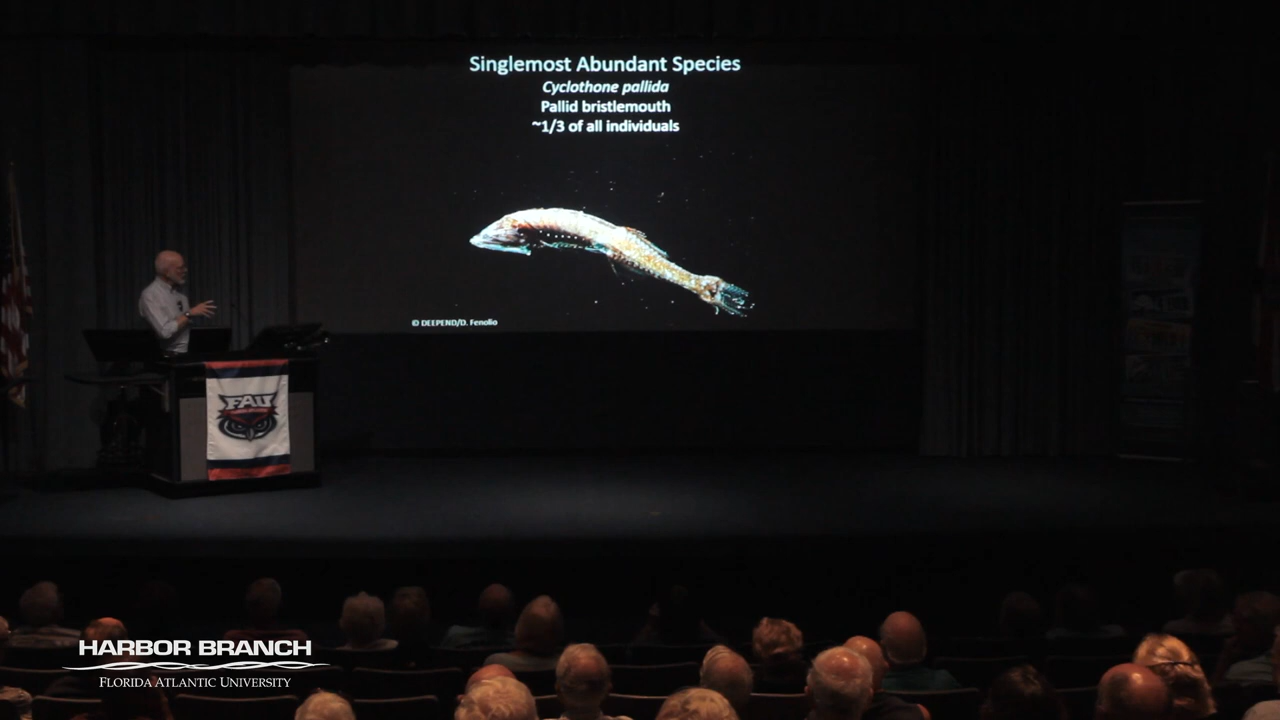 Singlemost Abundant Species
Cyclothone pallida
Pallid bristlemouth
~1/3 of all individuals
© DEEPEND/D. Fenolio
FAU
HARBOR BRANCH
FLORIDA ATLANTIC UNIVERSITY